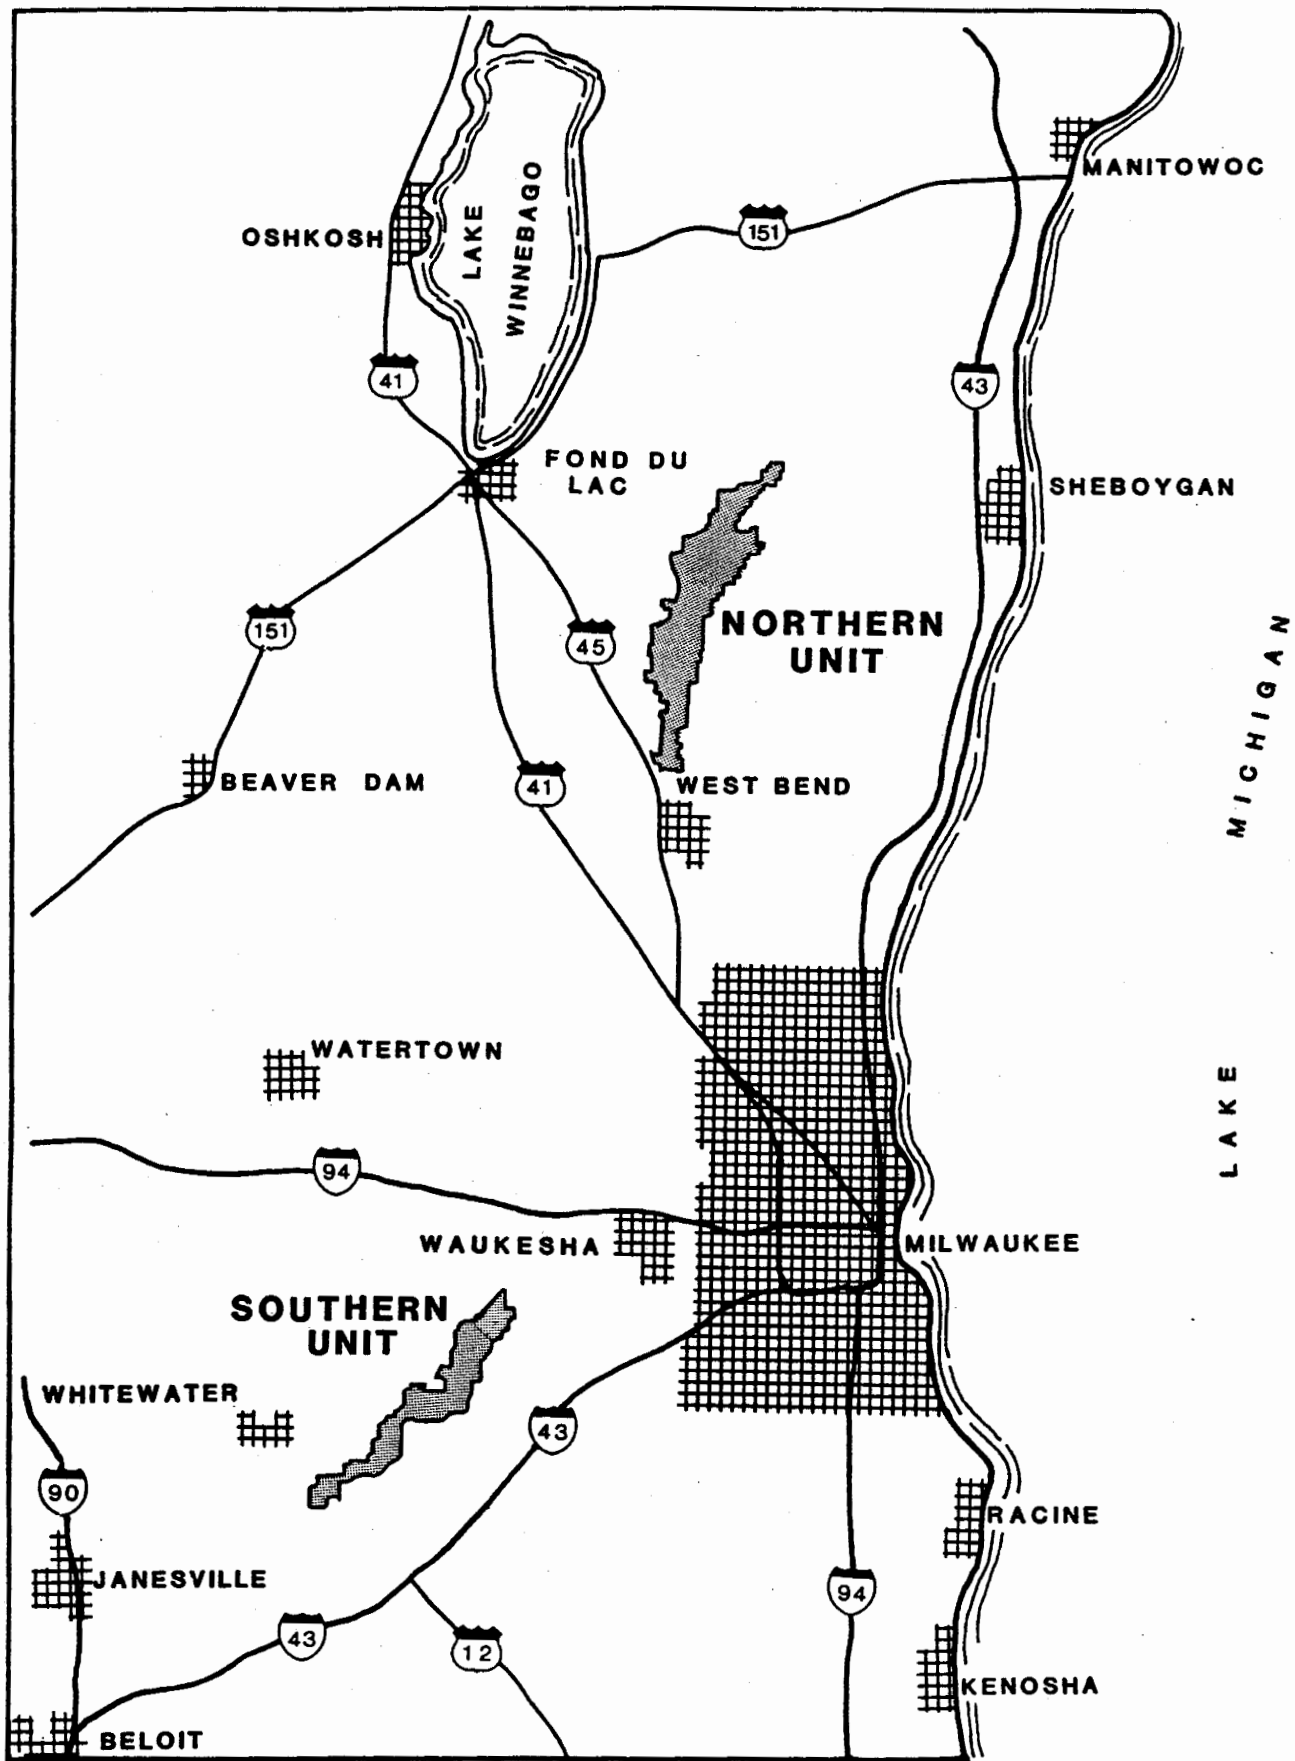 MANITOWOC
OSHKOSH
LAKE
WINNEBAGO
151
41
43
FOND DU
LAC
SHEBOYGAN
151
45
NORTHERN
UNIT
MICHIGAN
BEAVER DAM
41
WEST BEND
WATERTOWN
LAKE
94
WAUKESHA
MILWAUKEE
SOUTHERN
UNIT
WHITEWATER
43
90
RACINE
JANESVILLE
94
43
12
KENOSHA
BELOIT